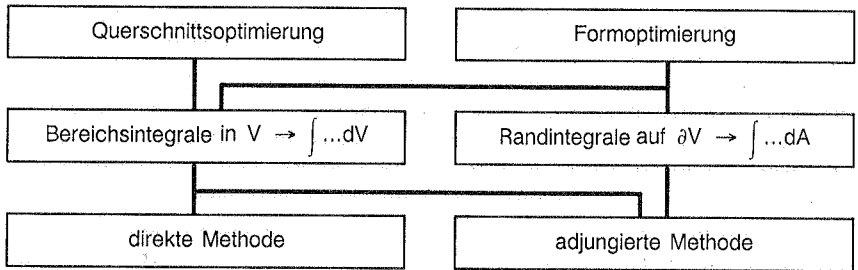 Querschnittsoptimierung
Formoptimierung
Bereichsintegrale in V → ∫ ...dV
Randintegrale auf ∂V → ∫ ...dA
direkte Methode
adjungierte Methode